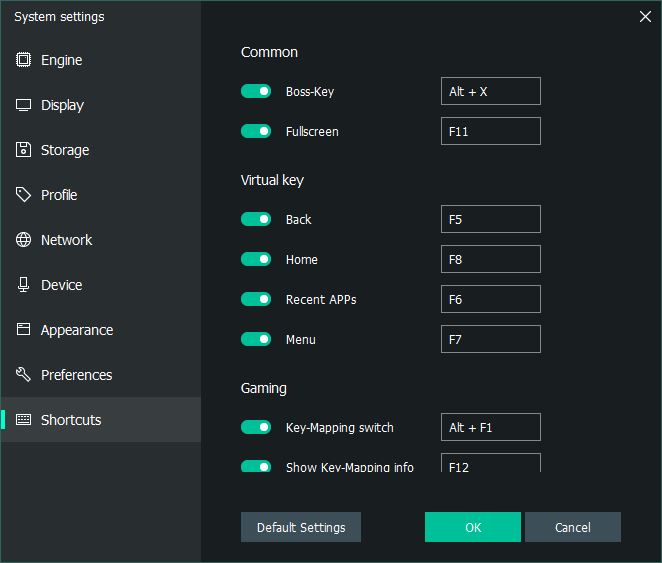 System settings
Engine
Display
Storage
Profile
Network
Device
Appearance
Preferences
Shortcuts
Common
Boss-Key Alt + X
Fullscreen F11
Virtual key
Back F5
Home F8
Recent APPs F6
Menu F7
Gaming
Key-Mapping switch Alt + F1
Show Key-Mapping info F12
Default Settings OK Cancel